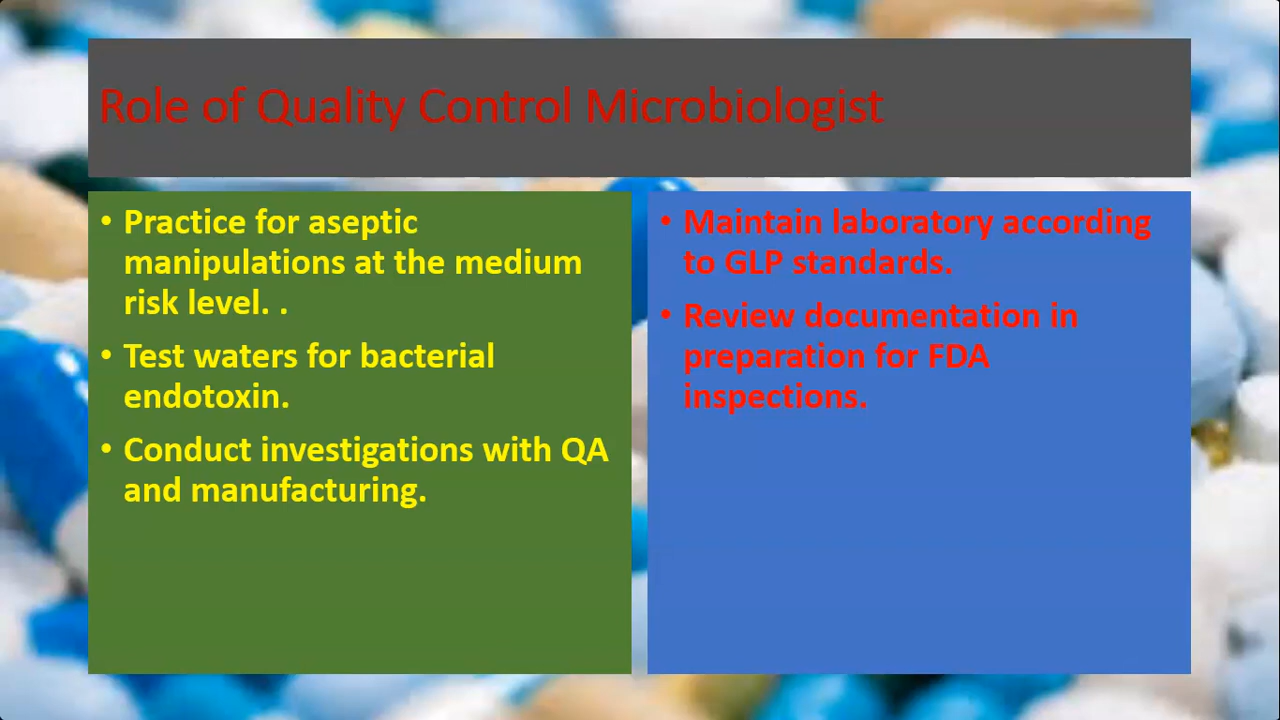 Role of Quality Control Microbiologist
• Practice for aseptic
manipulations at the medium
risk level. .
• Test waters for bacterial
endotoxin.
• Conduct investigations with QA
and manufacturing.
• Maintain laboratory according
to GLP standards.
• Review documentation in
preparation for FDA
inspections.